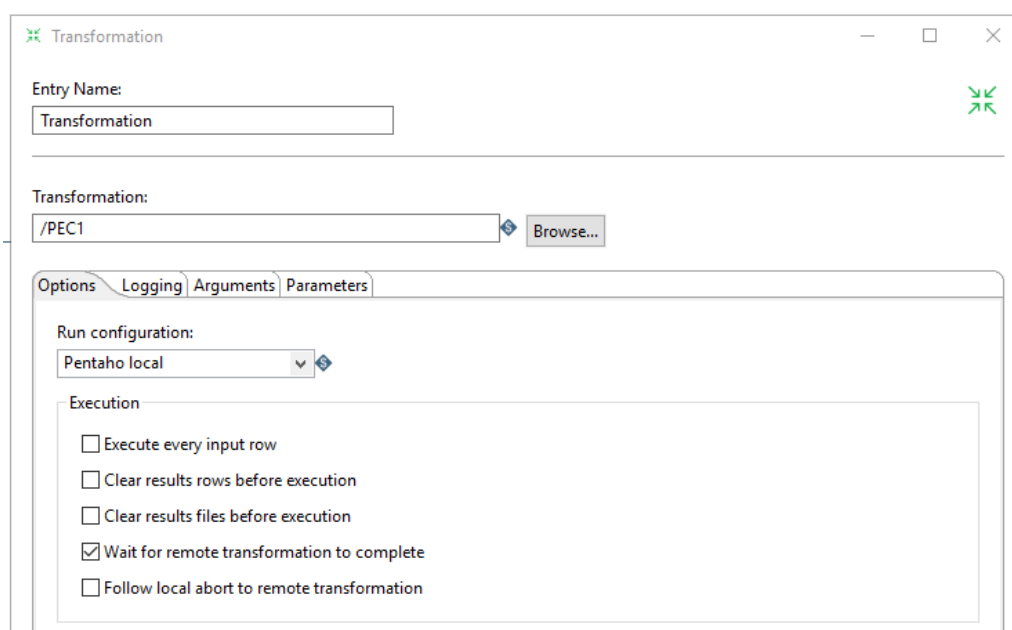 Transformation
Entry Name:
Transformation
Transformation:
/PEC1
Browse...
Options Logging Arguments Parameters
Run configuration:
Pentaho local
Execution
Execute every input row
Clear results rows before execution
Clear results files before execution
Wait for remote transformation to complete
Follow local abort to remote transformation